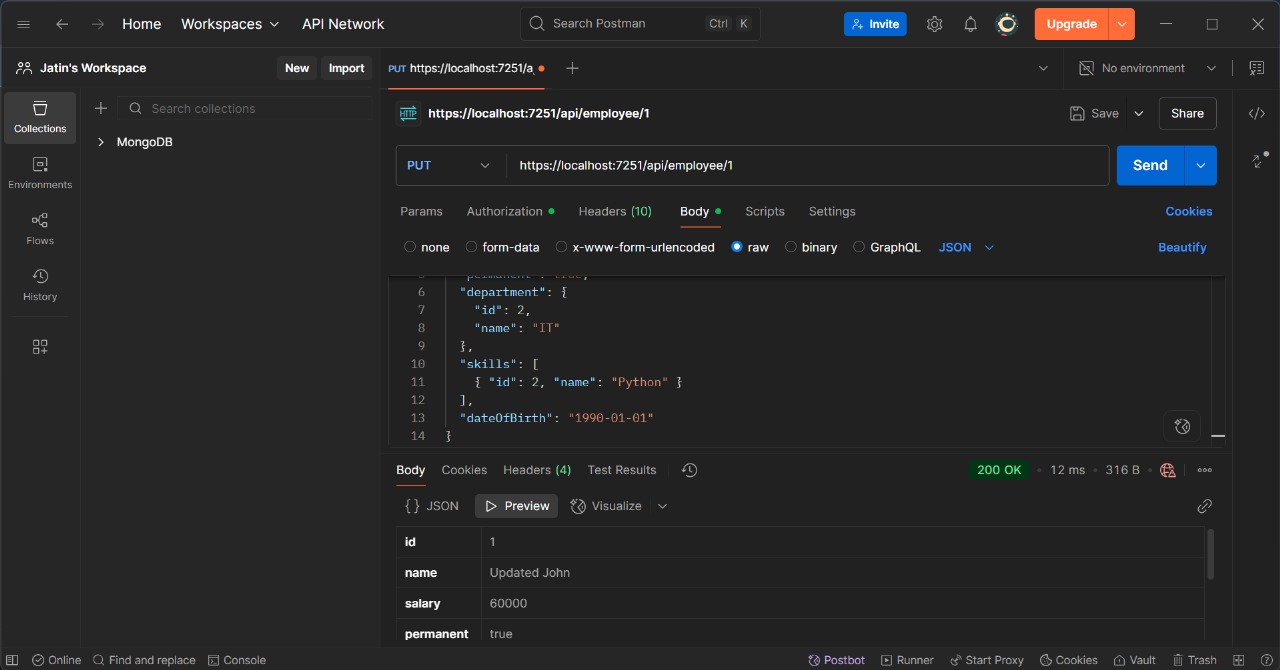 Home Workspaces API Network Search Postman Ctrl K Invite Upgrade
Jatin's Workspace New Import PUT https://localhost:7251/a No environment
Collections Search collections HTTP https://localhost:7251/api/employee/1 Save Share
MongoDB
Environments PUT https://localhost:7251/api/employee/1 Send
Flows Params Authorization Headers (10) Body Scripts Settings Cookies
History none form-data x-www-form-urlencoded raw binary GraphQL JSON Beautify
5 "permanent": true,
6 "department": {
7 "id": 2,
8 "name": "IT"
9 },
10 "skills": [
11 { "id": 2, "name": "Python" }
12 ],
13 "dateOfBirth": "1990-01-01"
14 }
Body Cookies Headers (4) Test Results 200 OK 12 ms 316 B
{} JSON Preview Visualize
id 1
name Updated John
salary 60000
permanent true
Online Find and replace Console Postbot Runner Start Proxy Cookies Vault Trash